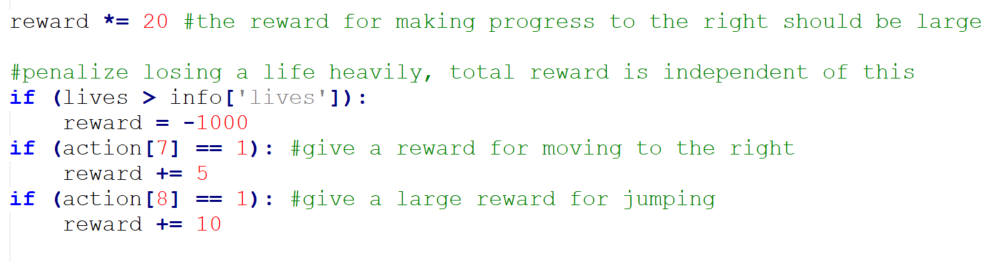 reward *= 20 #the reward for making progress to the right should be large
#penalize losing a life heavily, total reward is independent of this
if (lives > info['lives']):
    reward = -1000
if (action[7] == 1): #give a reward for moving to the right
    reward += 5
if (action[8] == 1): #give a large reward for jumping
    reward += 10